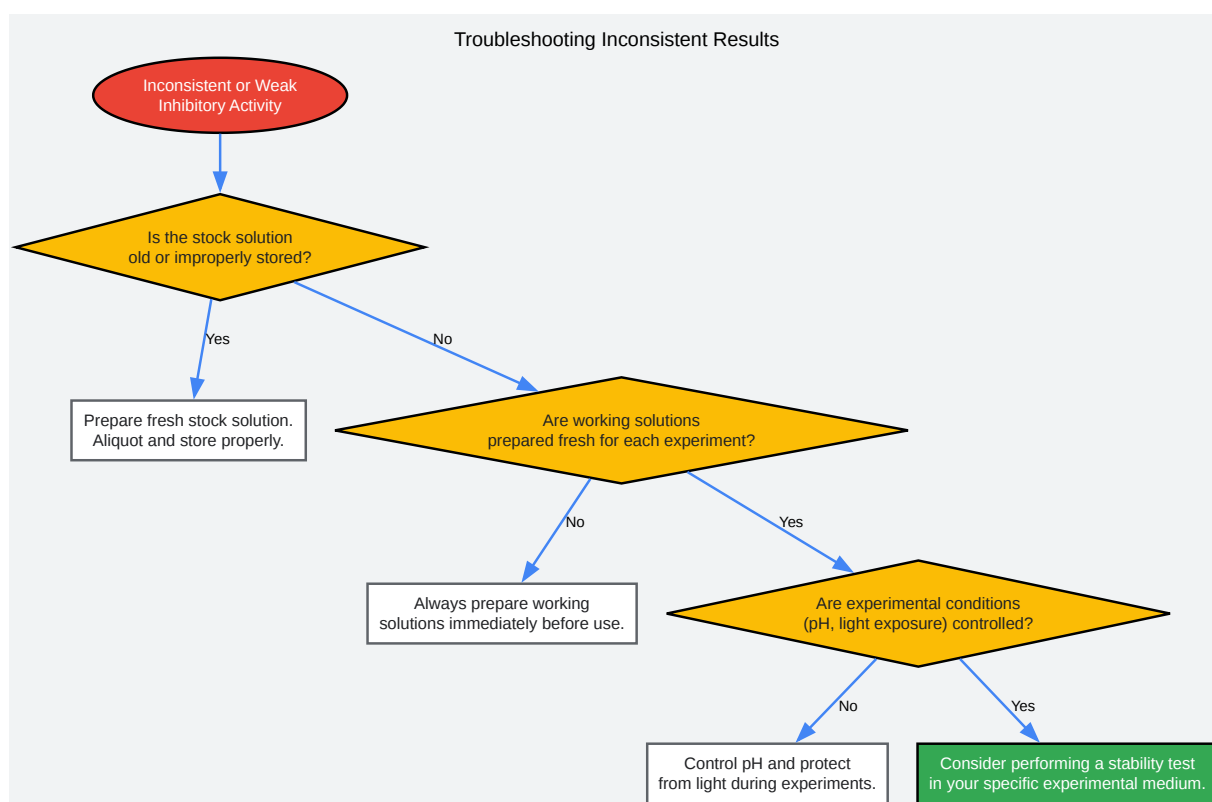 Troubleshooting Inconsistent Results
Inconsistent or Weak
Inhibitory Activity
Is the stock solution
old or improperly stored?
Yes
No
Prepare fresh stock solution.
Aliquot and store properly.
Are working solutions
prepared fresh for each experiment?
No
Yes
Always prepare working
solutions immediately before use.
Are experimental conditions
(pH, light exposure) controlled?
No
Yes
Control pH and protect
from light during experiments.
Consider performing a stability test
in your specific experimental medium.